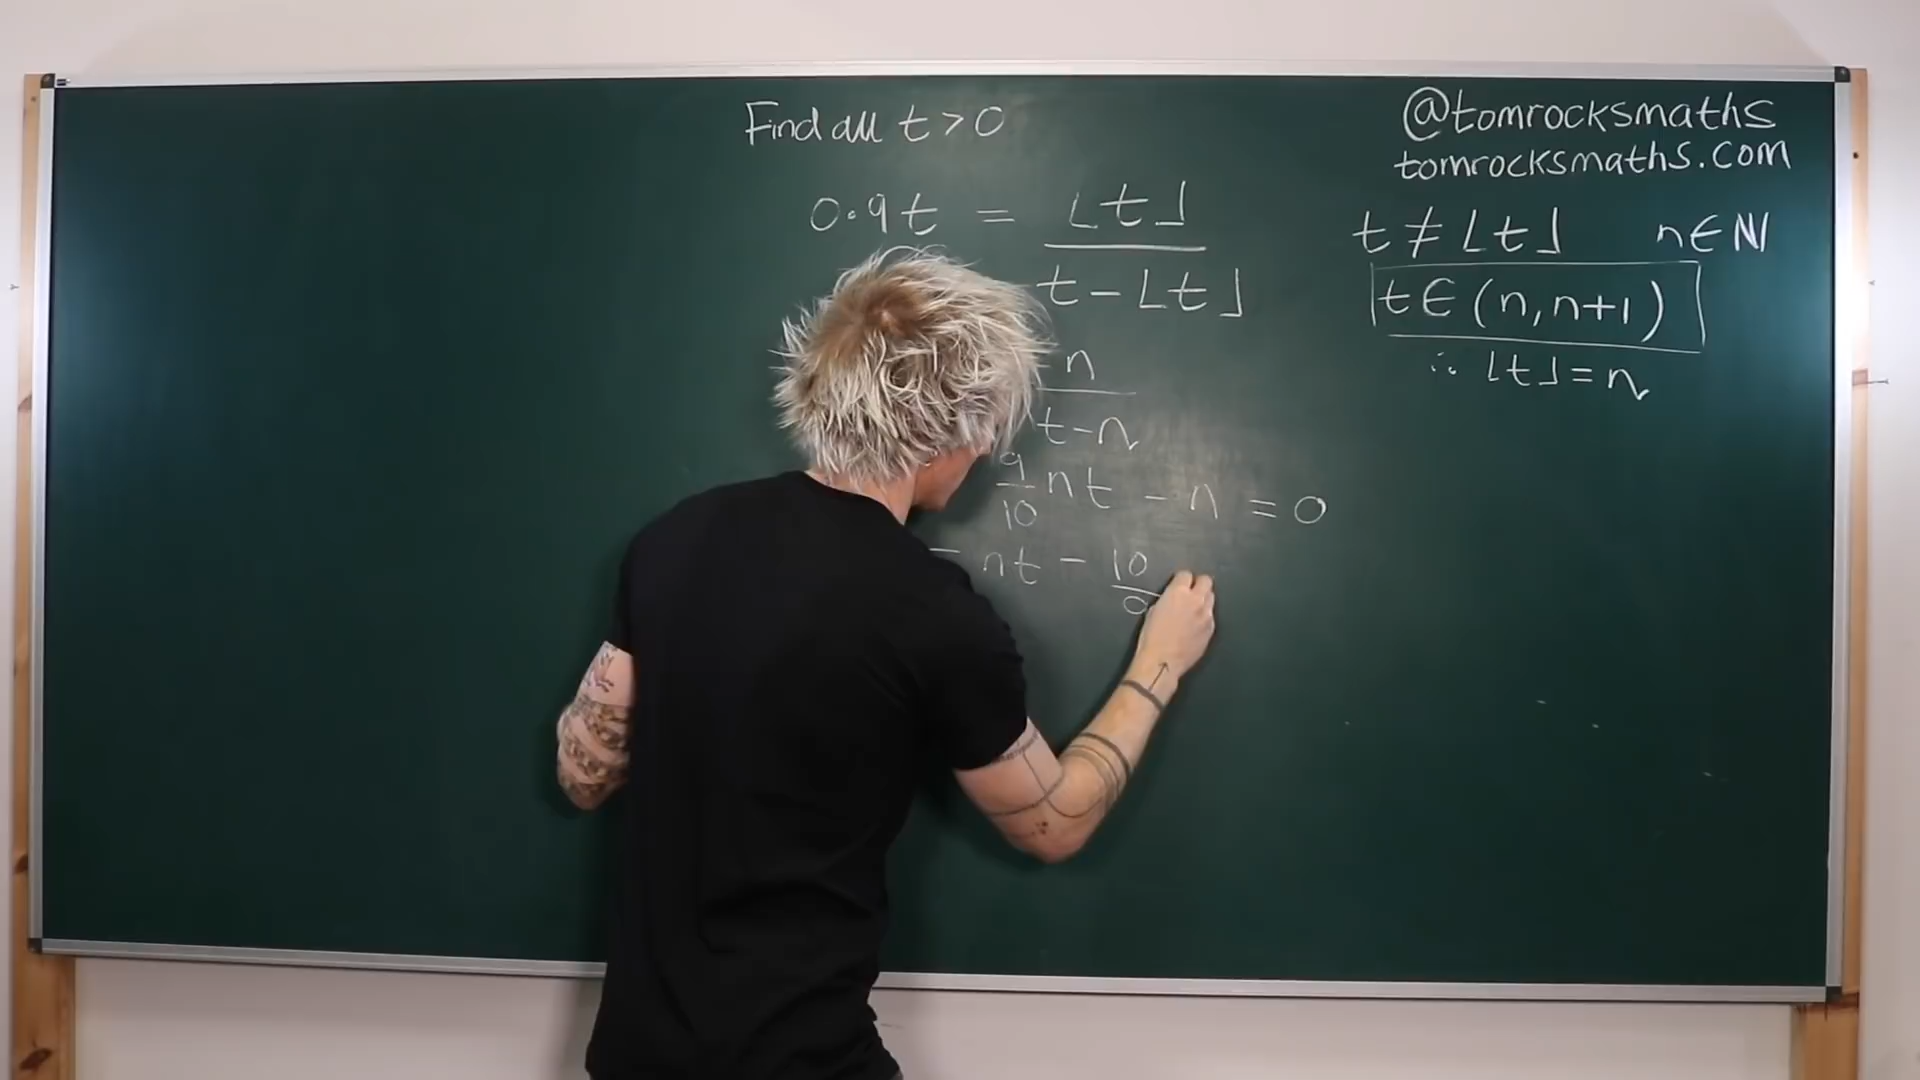 Find all t > 0
0.9t = ⌊t⌋
t - ⌊t⌋
n
t - n
9
10
nt - n = 0
- nt - 10
@tomrocksmaths
tomrocksmaths.com
t ≠ ⌊t⌋ n ∈ ℕ
t ∈ (n, n+1)
∴ ⌊t⌋ = n